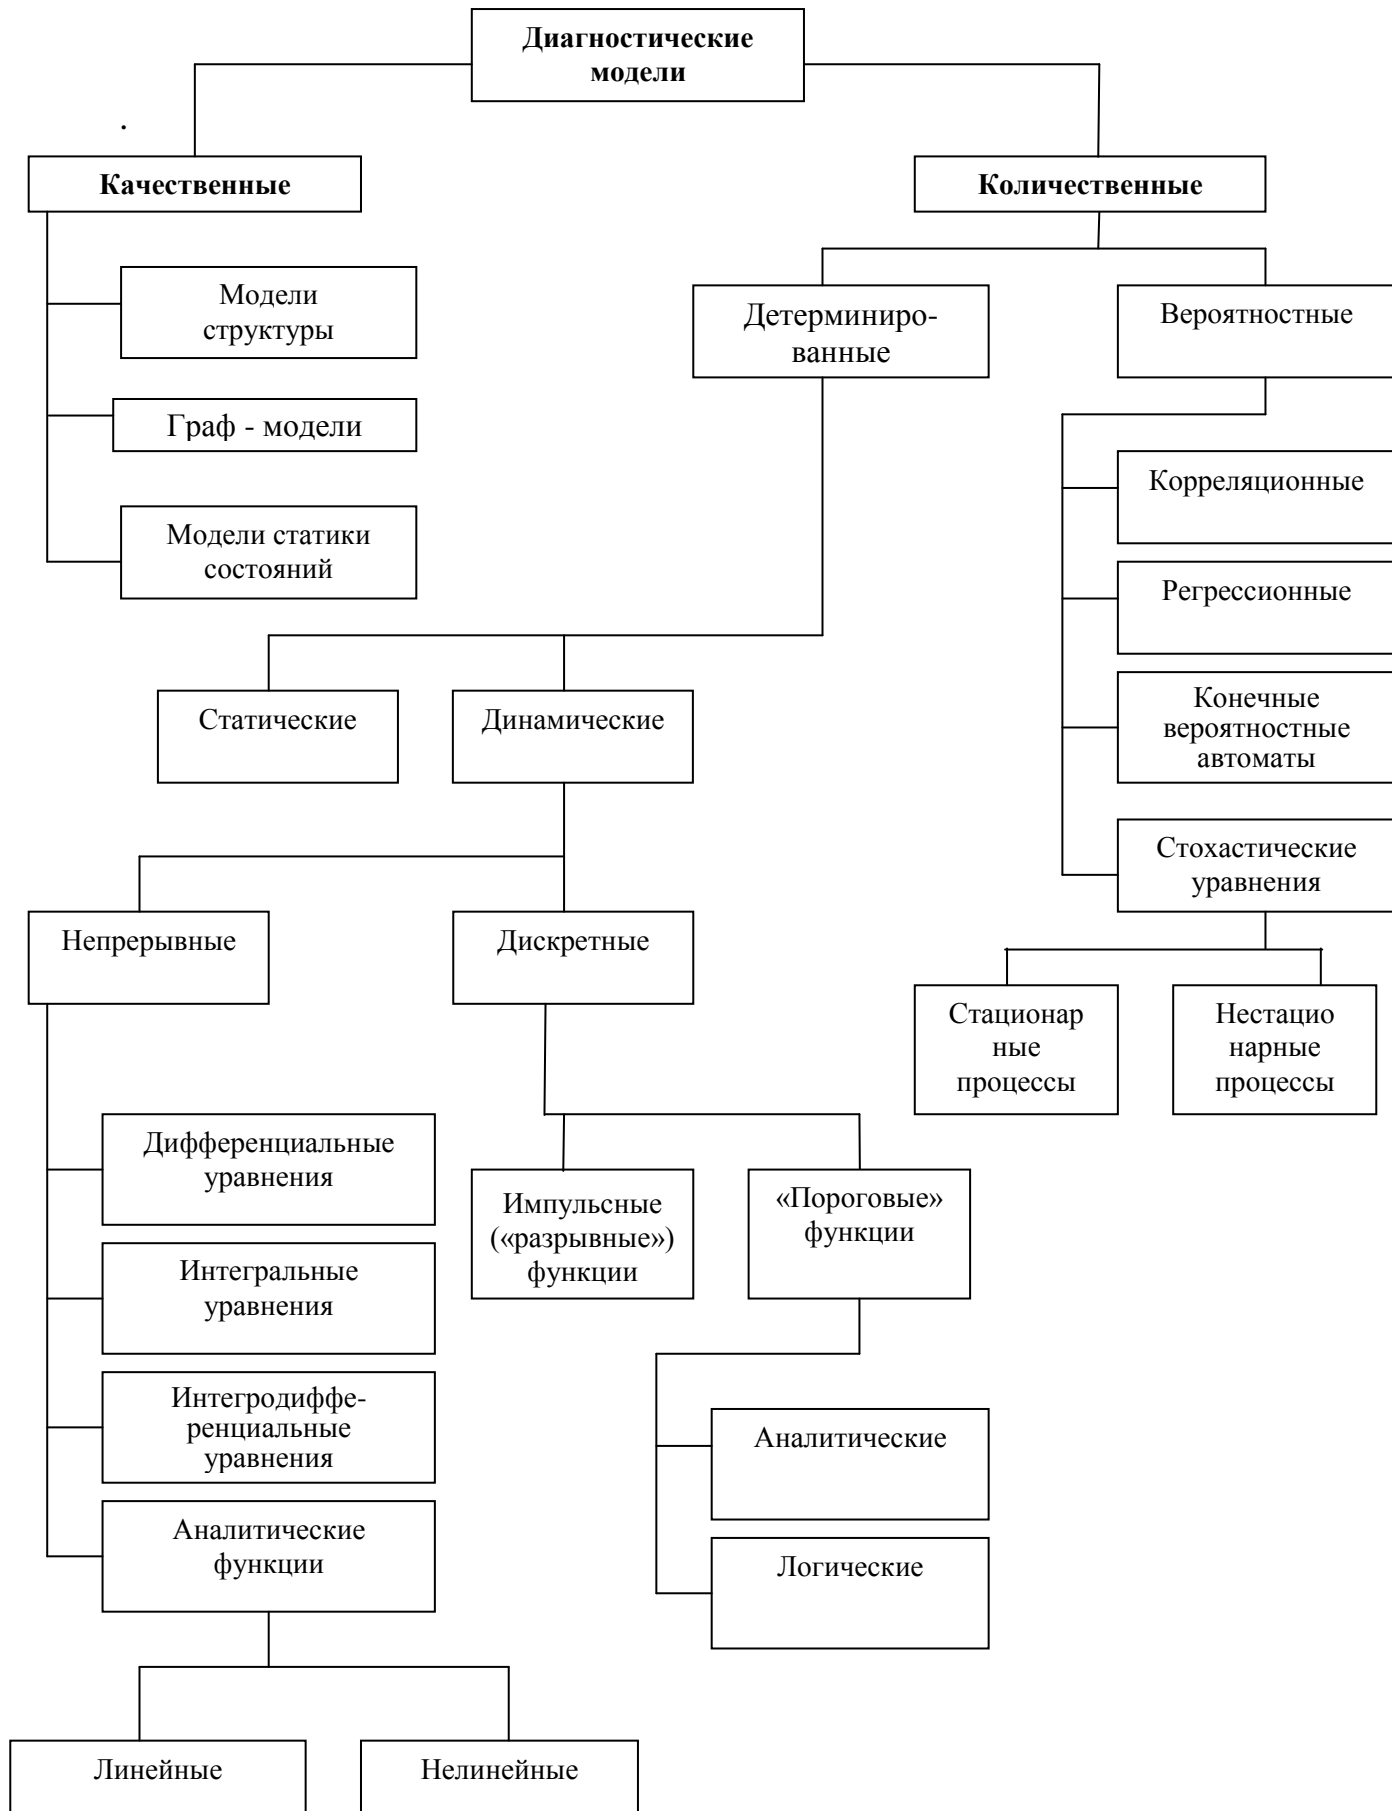 Диагностические
модели
.
Качественные
Количественные
Модели
структуры
Детерминиро-
ванные
Вероятностные
Граф - модели
Корреляционные
Модели статики
состояний
Регрессионные
Статические
Динамические
Конечные
вероятностные
автоматы
Стохастические
уравнения
Непрерывные
Дискретные
Стационар
ные
процессы
Нестацио
нарные
процессы
Дифференциальные
уравнения
Импульсные
(«разрывные»)
функции
«Пороговые»
функции
Интегральные
уравнения
Интегродиффе-
ренциальные
уравнения
Аналитические
Аналитические
функции
Логические
Линейные
Нелинейные